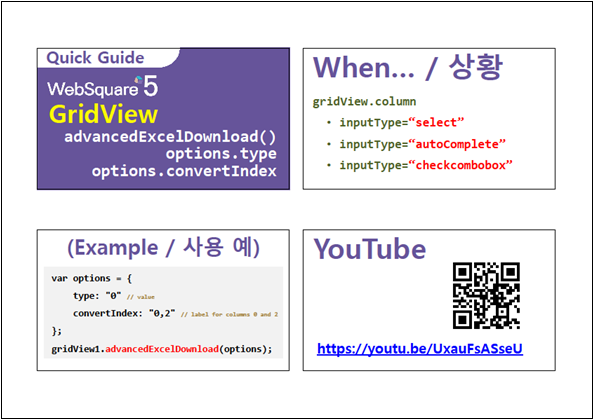 Quick Guide
WebSquare 5
GridView
advancedExcelDownload()
options.type
options.convertIndex
When... / 상황
gridView.column
• inputType=“select”
• inputType=“autoComplete”
• inputType=“checkcombobox”
(Example / 사용 예)
var options = {
type: "0" // value
convertIndex: "0,2" // label for columns 0 and 2
};
gridView1.advancedExcelDownload(options);
YouTube
https://youtu.be/UxauFsASseU